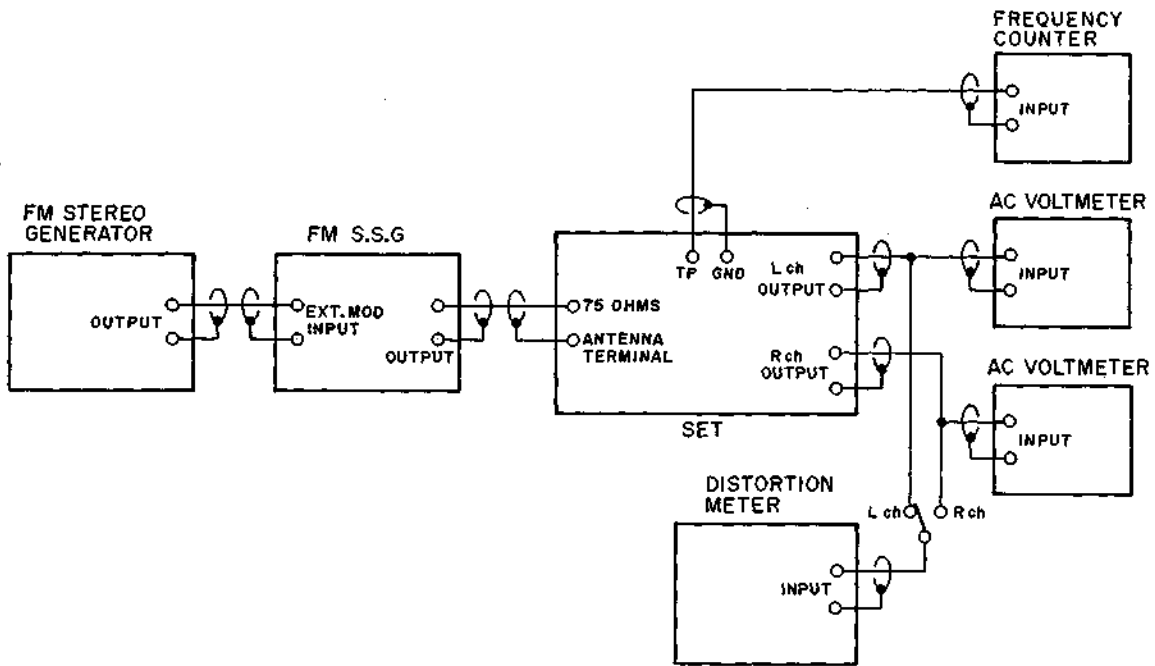 FREQUENCY
COUNTER
INPUT
FM STEREO
GENERATOR
OUTPUT
FM S.S.G
EXT.MOD
INPUT
OUTPUT
75 OHMS
ANTENNA
TERMINAL
TP GND
L ch
OUTPUT
R ch
OUTPUT
SET
AC VOLTMETER
INPUT
AC VOLTMETER
INPUT
DISTORTION
METER
L ch R ch
INPUT